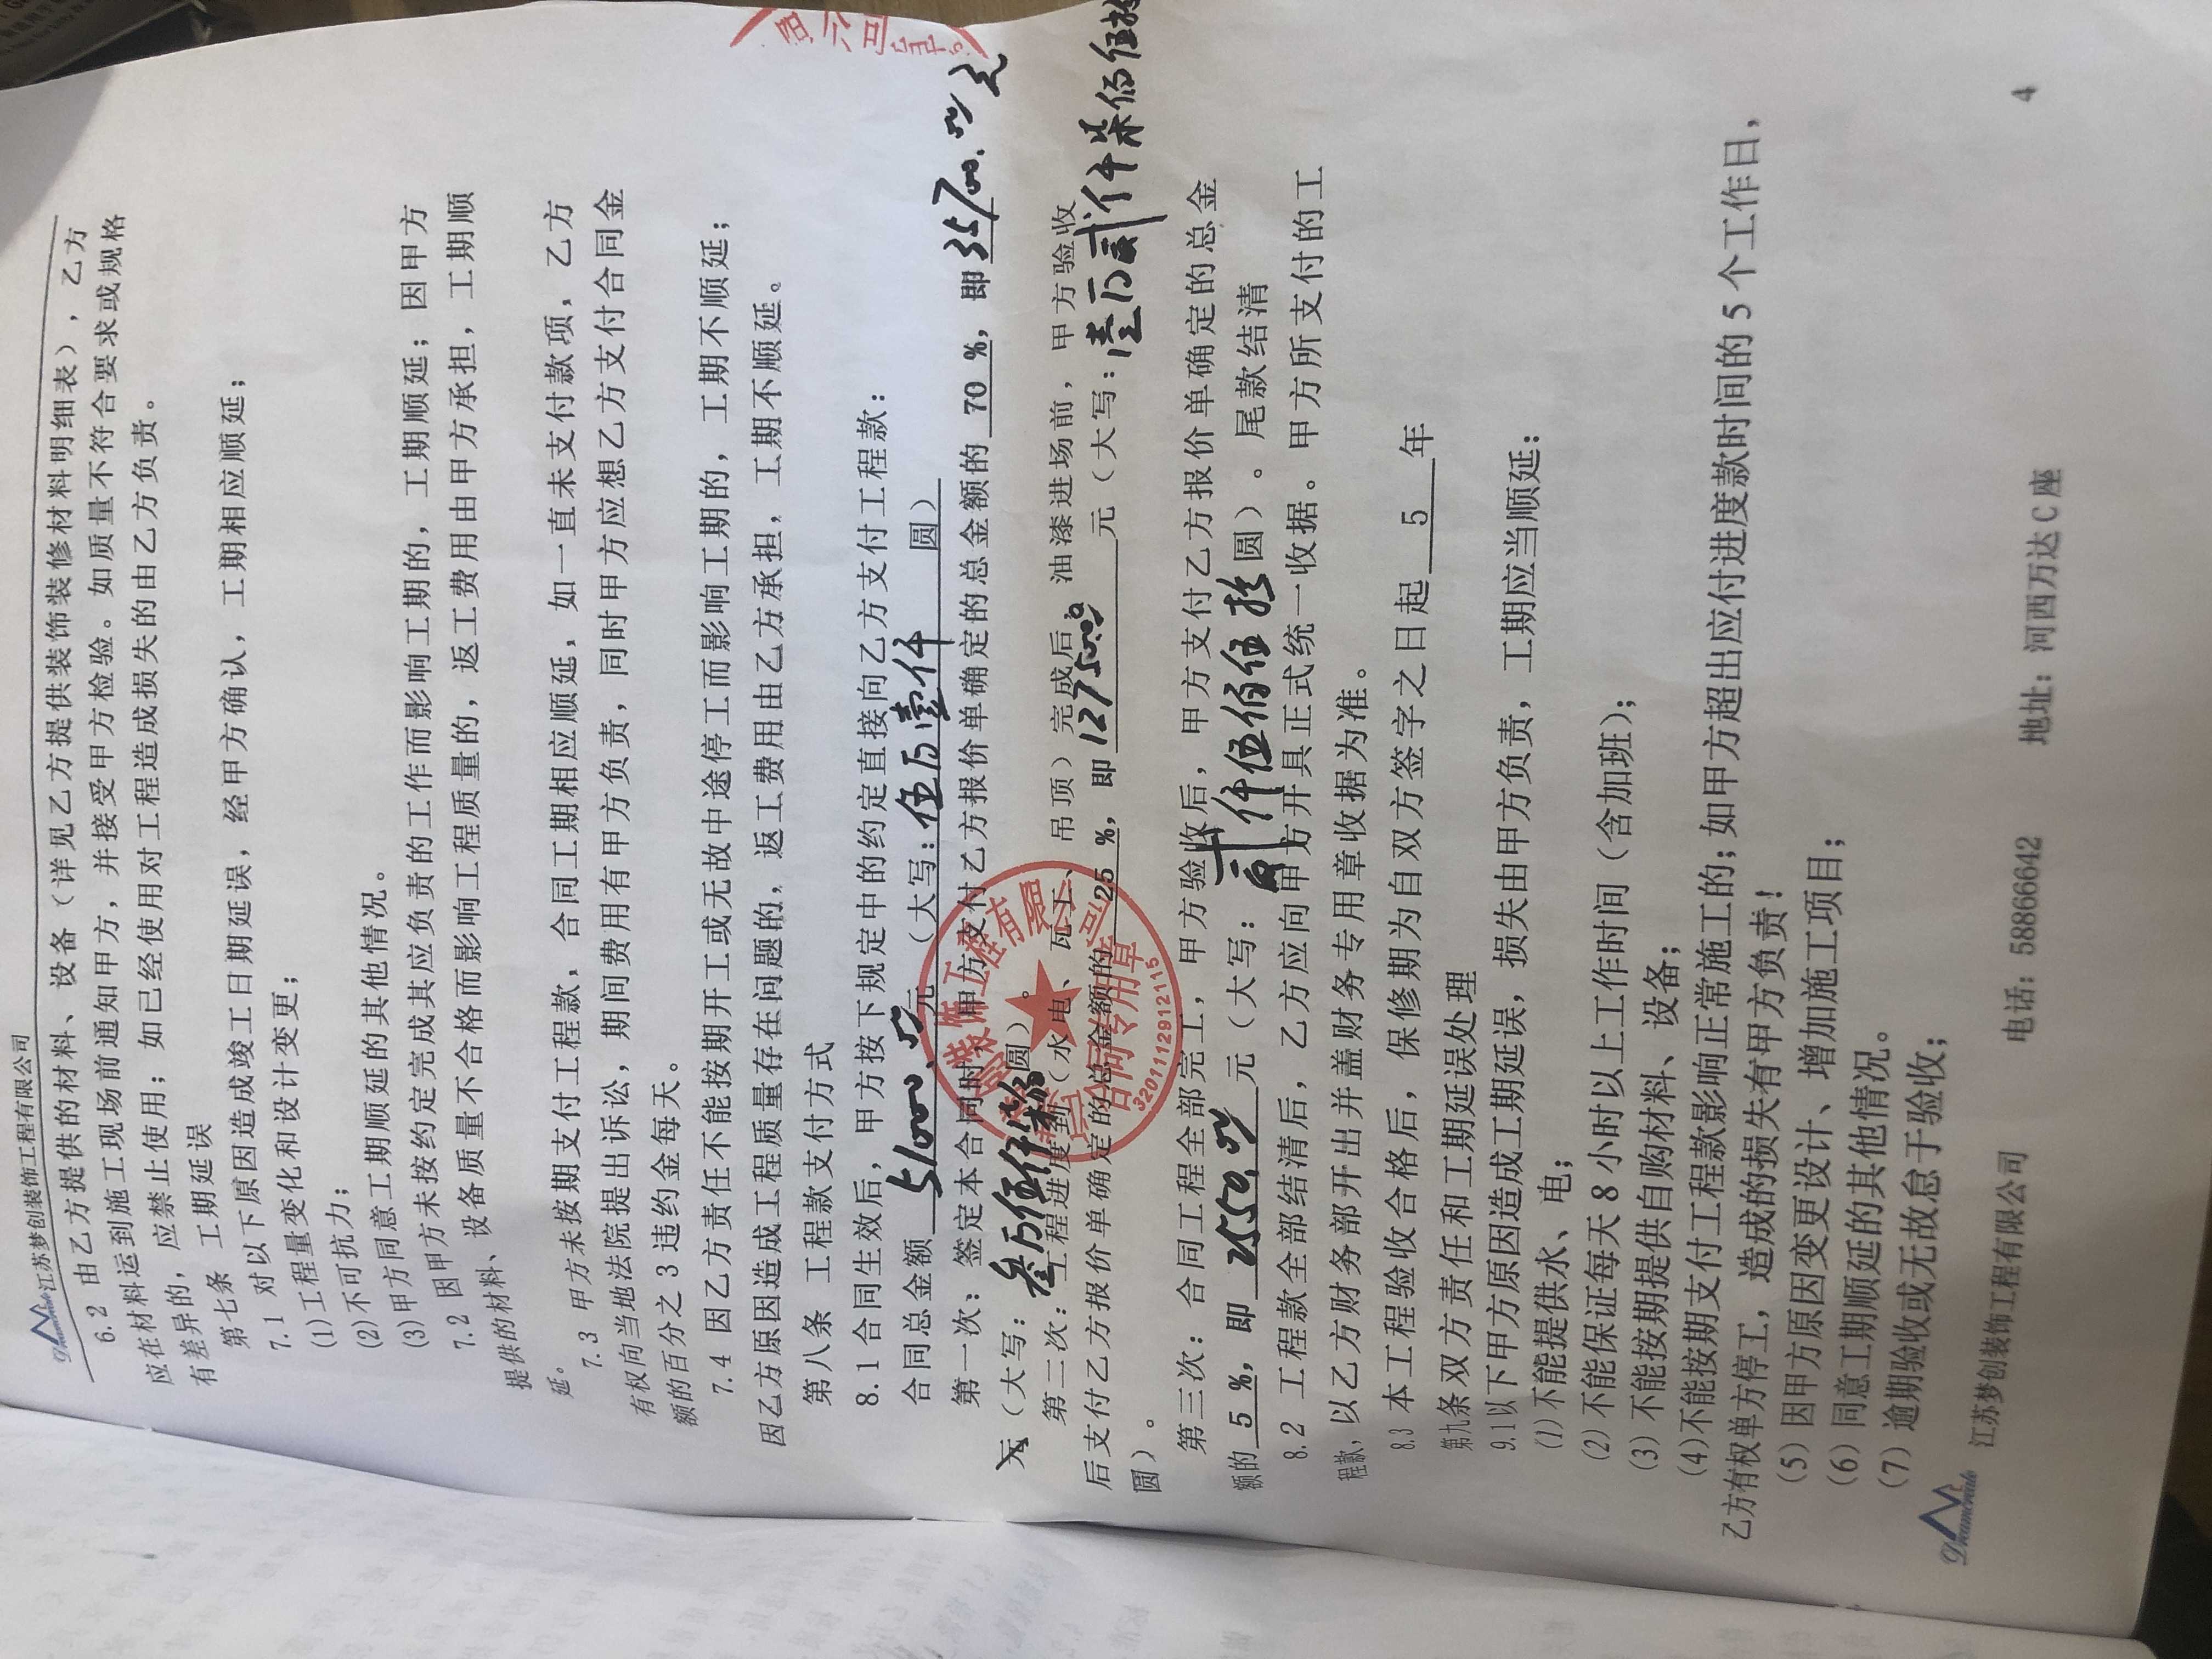 江苏梦创装饰工程有限公司
6.2 由乙方提供的材料、设备（详见乙方提供装饰装修材料明细表），乙方
应在材料运到施工现场前通知甲方，并接受甲方检验。如质量不符合要求或规格
有差异的，应禁止使用；如已经使用对工程造成损失的由乙方负责。
第七条 工期延误
7.1 对以下原因造成竣工日期延误，经甲方确认，工期相应顺延；
(1)工程量变化和设计变更；
(2)不可抗力；
(3)甲方同意工期顺延的其他情况。
7.2 因甲方未按约定完成其应负责的工作而影响工期的，工期顺延；因甲方
提供的材料、设备质量不合格而影响工程质量的，返工费用由甲方承担，工期顺
延。
7.3 甲方未按期支付工程款，合同工期相应顺延，如一直未支付款项，乙方
有权向当地法院提出诉讼，期间费用有甲方负责，同时甲方应想乙方支付合同金
额的百分之3违约金每天。
7.4 因乙方责任不能按期开工或无故中途停工而影响工期的，工期不顺延；
因乙方原因造成工程质量存在问题的，返工费用由乙方承担，工期不顺延。
第八条 工程款支付方式
8.1 合同生效后，甲方按下规定中的约定直接向乙方支付工程款：
合同总金额 51000.00 元（大写：伍万壹仟 圆）
第一次：签定本合同时，甲方支付乙方报价单确定的总金额的 70 %，即 35700.00 元
元（大写：叁万伍仟柒佰 圆）。
第二次：工程进度到（水电、瓦工、吊顶）完成后，油漆进场前，甲方验收
后支付乙方报价单确定的总金额的 25 %，即 12750.00 元（大写：壹万贰仟柒佰伍拾
圆）。
第三次：合同工程全部完工，甲方验收后，甲方支付乙方报价单确定的总金
额的 5 %，即 2550.00 元（大写：贰仟伍佰伍拾 圆）。尾款结清
8.2 工程款全部结清后，乙方应向甲方开具正式统一收据。甲方所支付的工
程款，以乙方财务部开出并盖财务专用章收据为准。
8.3 本工程验收合格后，保修期为自双方签字之日起 5 年
第九条 双方责任和工期延误处理
9.1 以下甲方原因造成工期延误，损失由甲方负责，工期应当顺延：
(1)不能提供水、电；
(2) 不能保证每天8小时以上工作时间（含加班）；
(3) 不能按期提供自购材料、设备；
(4)不能按期支付工程款影响正常施工的；如甲方超出应付进度款时间的5个工作日，
乙方有权单方停工，造成的损失有甲方负责！
(5) 因甲方原因变更设计、增加施工项目；
(6) 同意工期顺延的其他情况。
(7) 逾期验收或无故怠于验收；
江苏梦创装饰工程有限公司 电话：58866642 地址：河西万达C座 4
装饰工程有限公司
合同专用章
3201112912115